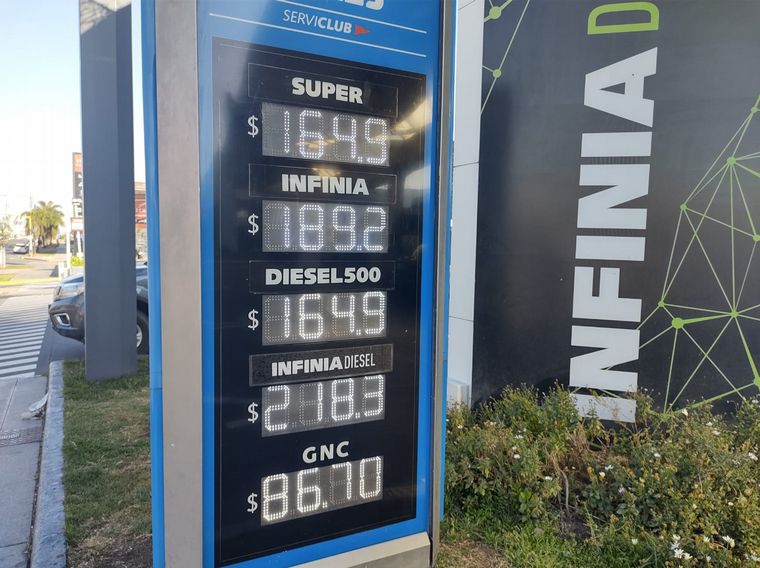 SERVICLUB
SUPER
$164.9
INFINIA
$189.2
DIESEL500
$164.9
INFINIA DIESEL
$218.3
GNC
$86.70
INFINIA D